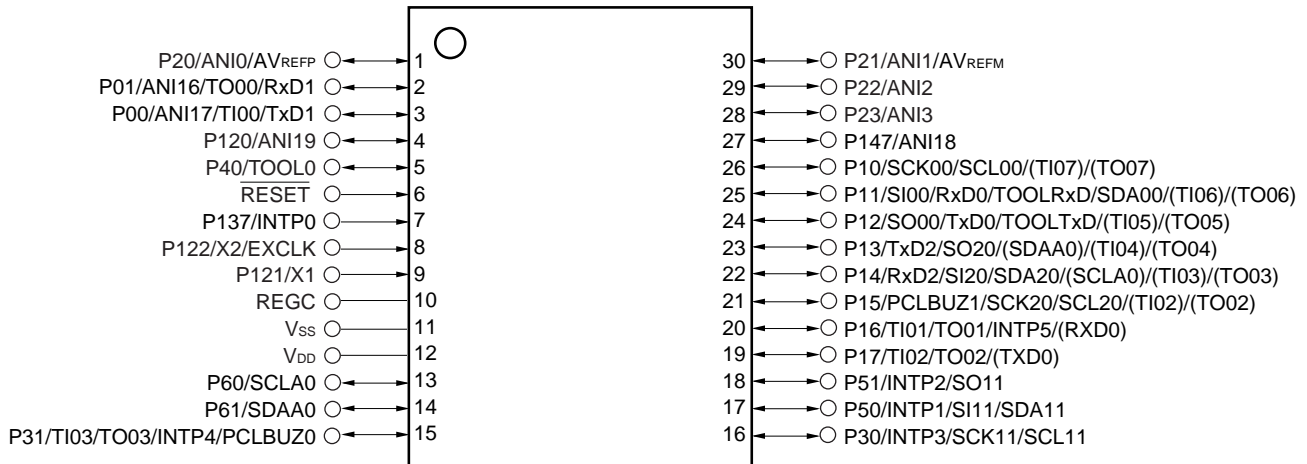 P20/ANI0/AVREFP 1 30 P21/ANI1/AVREFM
P01/ANI16/TO00/RxD1 2 29 P22/ANI2
P00/ANI17/TI00/TxD1 3 28 P23/ANI3
P120/ANI19 4 27 P147/ANI18
P40/TOOL0 5 26 P10/SCK00/SCL00/(TI07)/(TO07)
RESET 6 25 P11/SI00/RxD0/TOOLRxD/SDA00/(TI06)/(TO06)
P137/INTP0 7 24 P12/SO00/TxD0/TOOLTxD/(TI05)/(TO05)
P122/X2/EXCLK 8 23 P13/TxD2/SO20/(SDAA0)/(TI04)/(TO04)
P121/X1 9 22 P14/RxD2/SI20/SDA20/(SCLA0)/(TI03)/(TO03)
REGC 10 21 P15/PCLBUZ1/SCK20/SCL20/(TI02)/(TO02)
VSS 11 20 P16/TI01/TO01/INTP5/(RXD0)
VDD 12 19 P17/TI02/TO02/(TXD0)
P60/SCLA0 13 18 P51/INTP2/SO11
P61/SDAA0 14 17 P50/INTP1/SI11/SDA11
P31/TI03/TO03/INTP4/PCLBUZ0 15 16 P30/INTP3/SCK11/SCL11